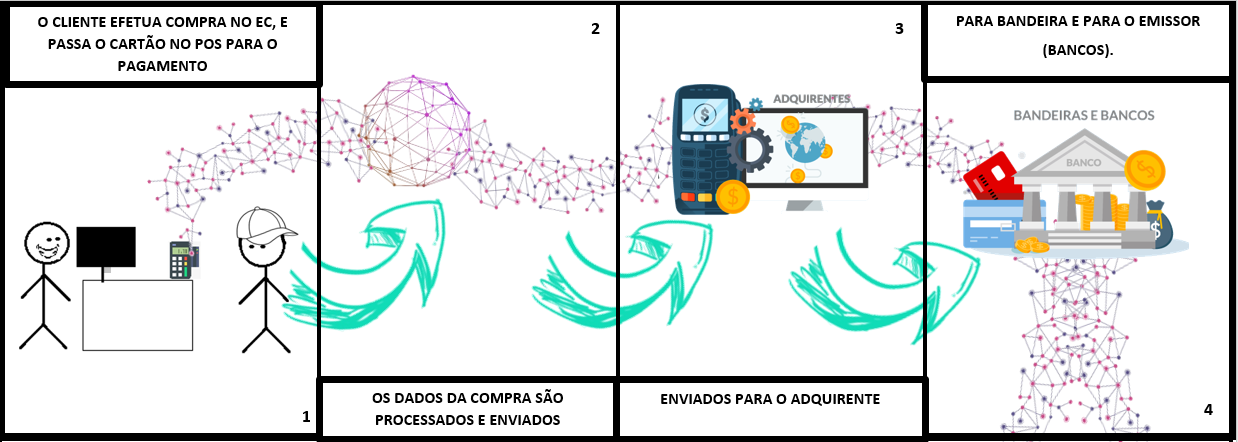 O CLIENTE EFETUA COMPRA NO EC, E
PASSA O CARTÃO NO POS PARA O
PAGAMENTO
1
2
OS DADOS DA COMPRA SÃO
PROCESSADOS E ENVIADOS
3
ADQUIRENTES
$
$
ENVIADOS PARA O ADQUIRENTE
PARA BANDEIRA E PARA O EMISSOR
(BANCOS).
BANDEIRAS E BANCOS
BANCO
$
$
4